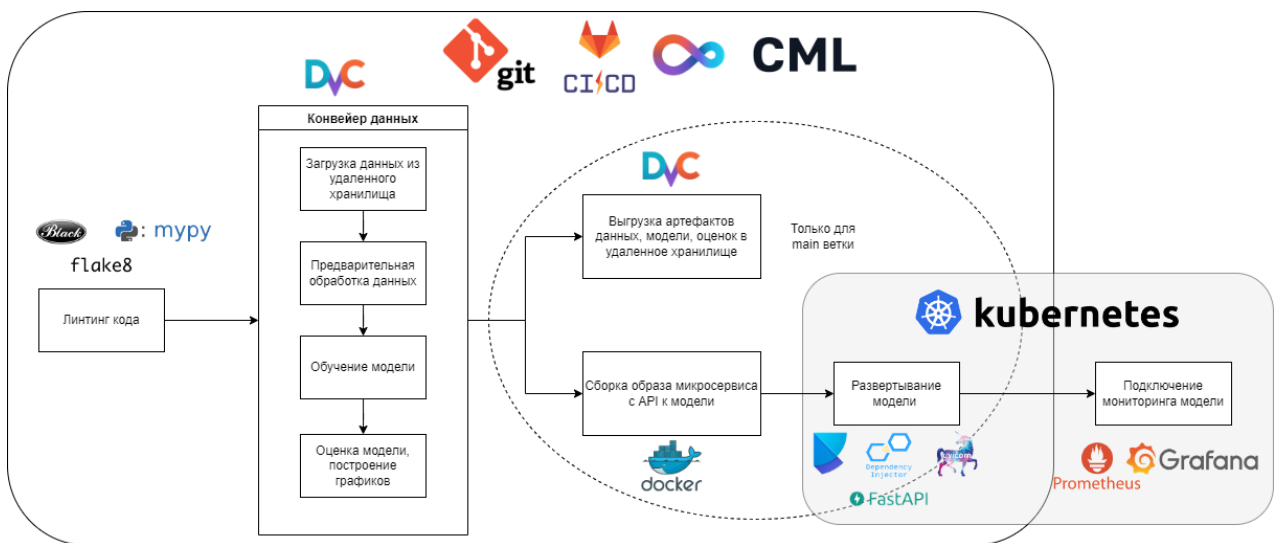 DVC
git
CI/CD
CML
Конвейер данных
Загрузка данных из
удаленного
хранилища
Предварительная
обработка данных
Обучение модели
Оценка модели,
построение
графиков
Black
: mypy
flake8
Линтинг кода
DVC
Выгрузка артефактов
данных, модели, оценок в
удаленное хранилище
Только для
main ветки
kubernetes
Сборка образа микросервиса
с API к модели
docker
Развертывание
модели
Dependency
Injector
uvicorn
FastAPI
Подключение
мониторинга модели
Prometheus
Grafana